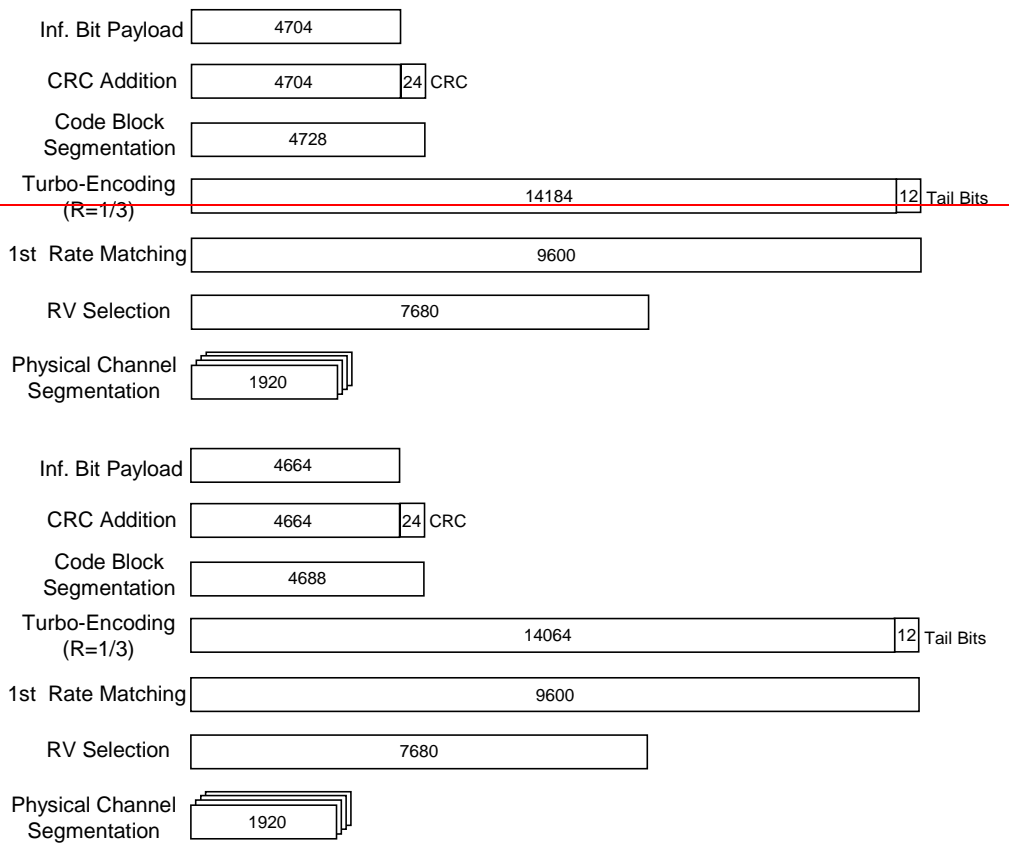 Inf. Bit Payload 4704
CRC Addition 4704 24 CRC
Code Block
Segmentation 4728
Turbo-Encoding
(R=1/3) 14184 12 Tail Bits
1st Rate Matching 9600
RV Selection 7680
Physical Channel
Segmentation 1920
Inf. Bit Payload 4664
CRC Addition 4664 24 CRC
Code Block
Segmentation 4688
Turbo-Encoding
(R=1/3) 14064 12 Tail Bits
1st Rate Matching 9600
RV Selection 7680
Physical Channel
Segmentation 1920